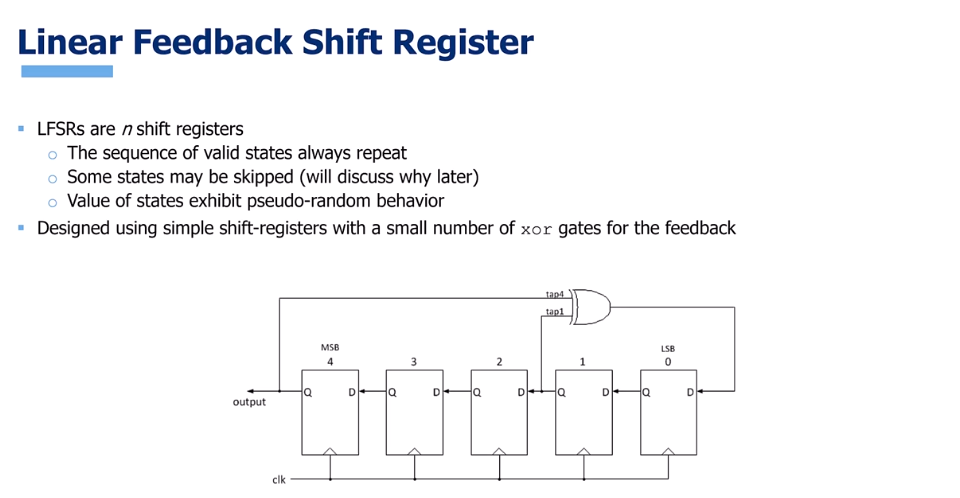 Linear Feedback Shift Register
▪ LFSRs are n shift registers
o The sequence of valid states always repeat
o Some states may be skipped (will discuss why later)
o Value of states exhibit pseudo-random behavior
▪ Designed using simple shift-registers with a small number of xor gates for the feedback
tap4
tap1
MSB LSB
4 3 2 1 0
Q D Q D Q D Q D Q D
output
clk